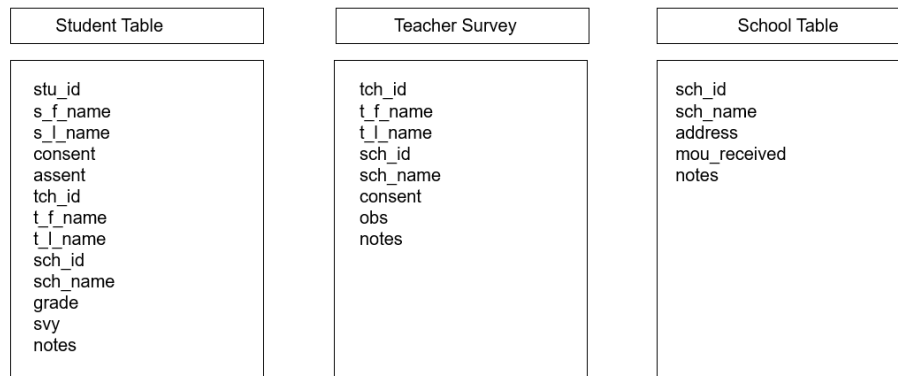 Student Table
stu_id
s_f_name
s_l_name
consent
assent
tch_id
t_f_name
t_l_name
sch_id
sch_name
grade
svy
notes
Teacher Survey
tch_id
t_f_name
t_l_name
sch_id
sch_name
consent
obs
notes
School Table
sch_id
sch_name
address
mou_received
notes